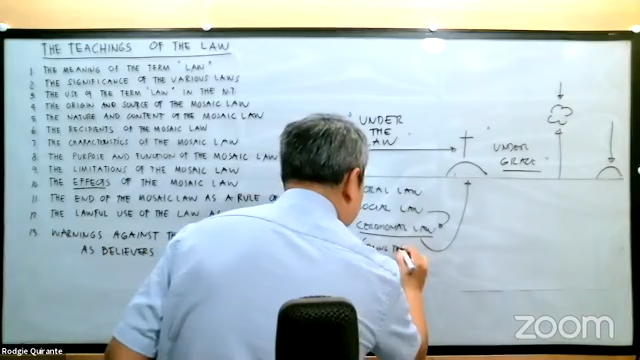 THE TEACHINGS OF THE LAW
1. THE MEANING OF THE TERM "LAW"
2. THE SIGNIFICANCE OF THE VARIOUS LAWS
3. THE USE OF THE TERM "LAW" IN THE N.T.
4. THE ORIGIN AND SOURCE OF THE MOSAIC LAW
5. THE NATURE AND CONTENT OF THE MOSAIC LAW
6. THE RECIPIENTS OF THE MOSAIC LAW
7. THE CHARACTERISTICS OF THE MOSAIC LAW
8. THE PURPOSE AND FUNCTION OF THE MOSAIC LAW
9. THE LIMITATIONS OF THE MOSAIC LAW
10. THE EFFECTS OF THE MOSAIC LAW
11. THE END OF THE MOSAIC LAW AS A RULE OF
12. THE LAWFUL USE OF THE LAW
13. WARNINGS AGAINST
AS BELIEVERS
UNDER
THE
LAW
UNDER
GRACE
ORAL LAW
OCIAL LAW
CEREMONIAL LAW
zoom
Rodgie Quirante